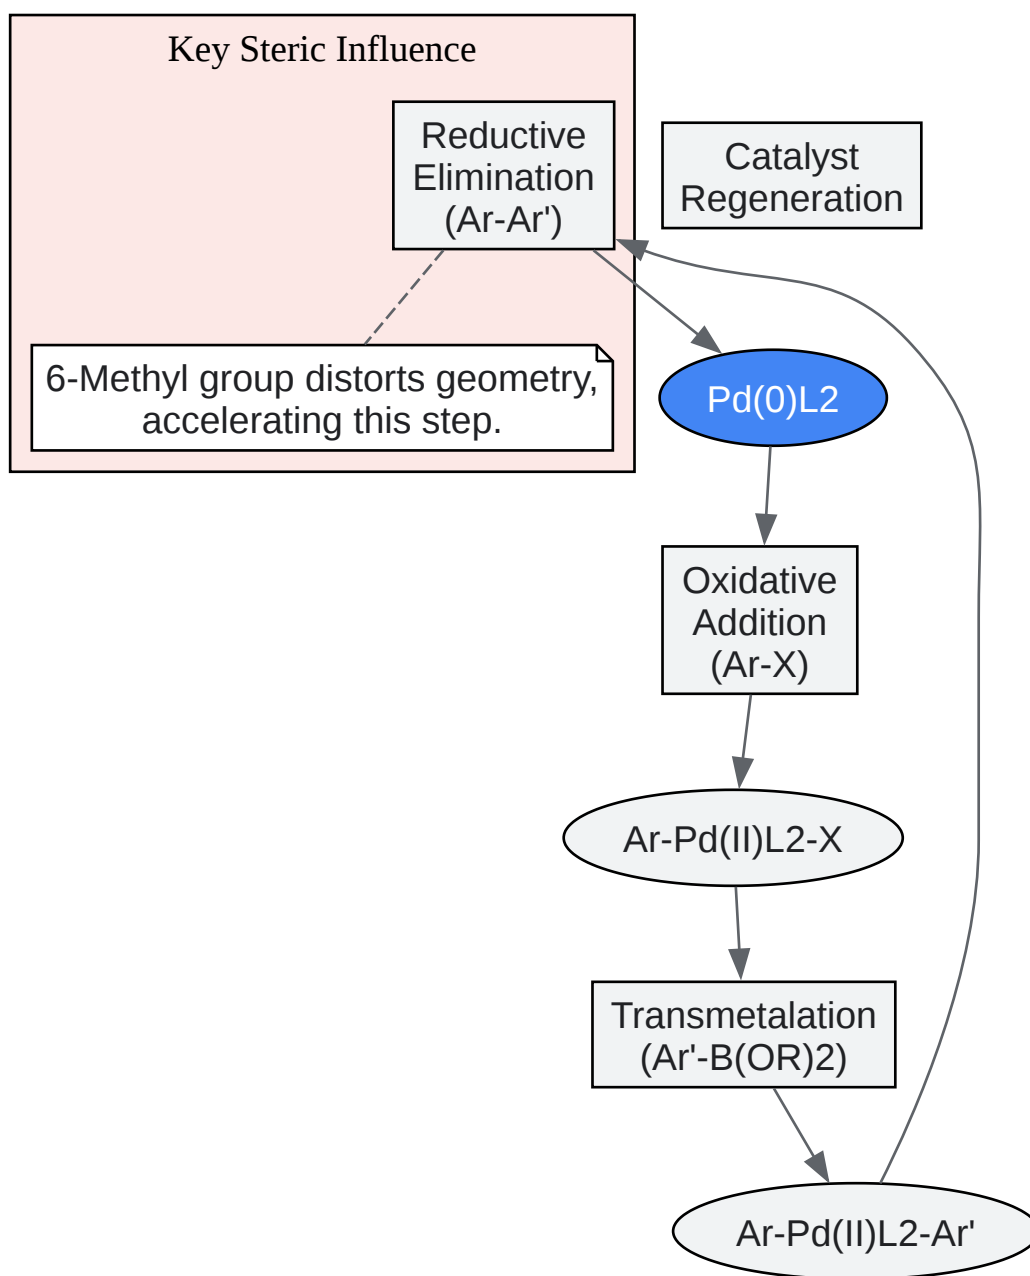 Key Steric Influence
Reductive
Elimination
(Ar-Ar')
Catalyst
Regeneration
6-Methyl group distorts geometry,
accelerating this step.
Pd(0)L2
Oxidative
Addition
(Ar-X)
Ar-Pd(II)L2-X
Transmetalation
(Ar'-B(OR)2)
Ar-Pd(II)L2-Ar'